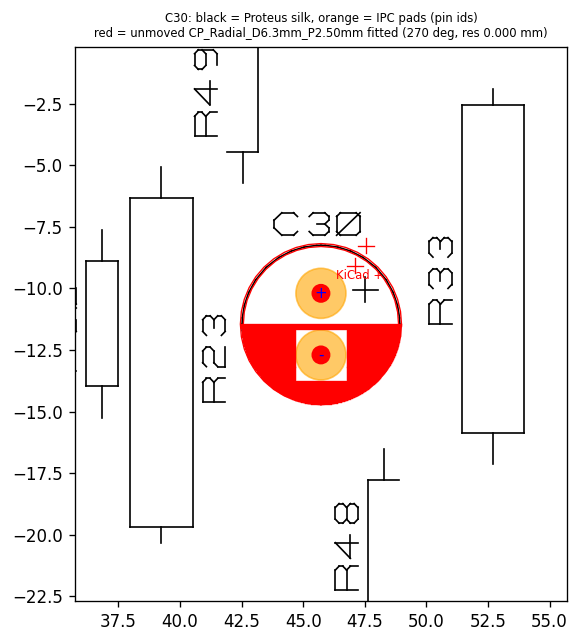 C30: black = Proteus silk, orange = IPC pads (pin ids)
red = unmoved CP_Radial_D6.3mm_P2.50mm fitted (270 deg, res 0.000 mm)
R49
C30
KiCad +
R33
R23
R48
−2.5
−5.0
−7.5
−10.0
−12.5
−15.0
−17.5
−20.0
−22.5
37.5 40.0 42.5 45.0 47.5 50.0 52.5 55.0